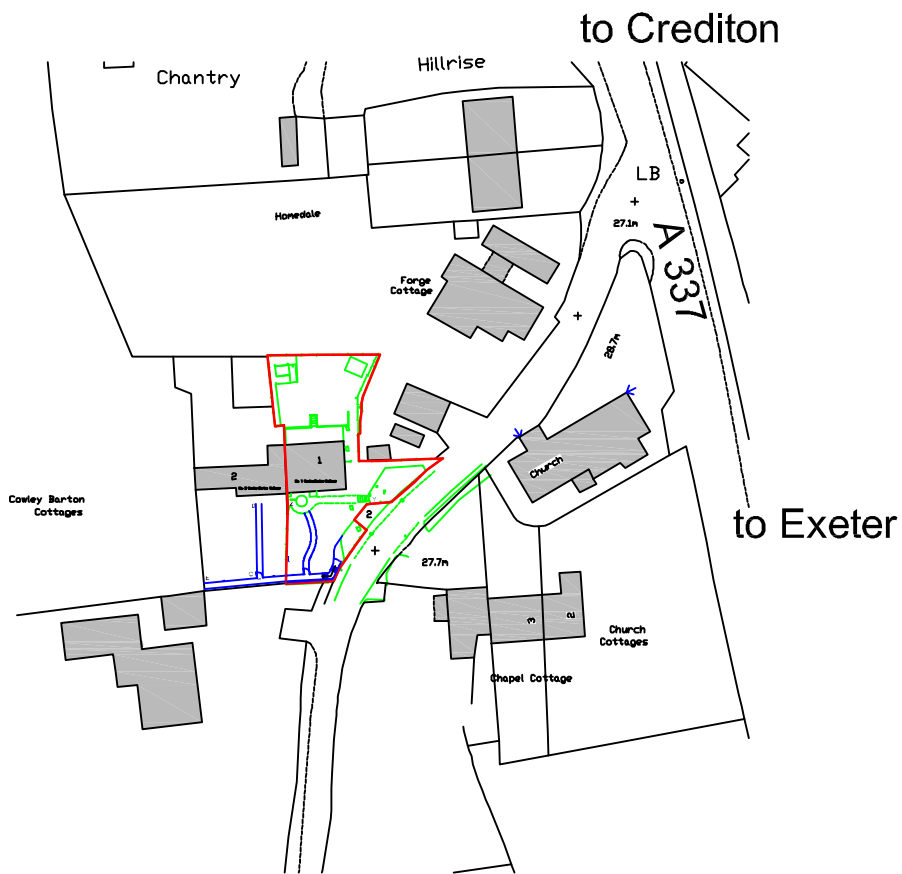 to Crediton
Chantry
Hillrise
LB
Homedale
27.1m
A 337
Forge
Cottage
28.7m
1
2
Church
Cowley Barton
Cottages
2
to Exeter
27.7m
3
2
Church
Cottages
Chapel Cottage